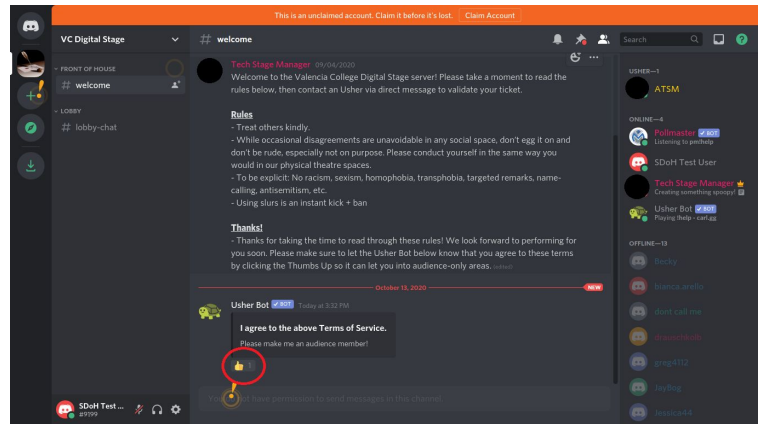 This is an unclaimed account. Claim it before it's lost. Claim Account
VC Digital Stage
# welcome
Search
FRONT OF HOUSE
# welcome
LOBBY
# lobby-chat
Tech Stage Manager 09/04/2020
Welcome to the Valencia College Digital Stage server! Please take a moment to read the
rules below, then contact an Usher via direct message to validate your ticket.
Rules
- Treat others kindly.
- While occasional disagreements are unavoidable in any social space, don't egg it on and
don't be rude, especially not on purpose. Please conduct yourself in the same way you
would in our physical theatre spaces.
- To be explicit: No racism, sexism, homophobia, transphobia, targeted remarks, name-
calling, antisemitism, etc.
- Using slurs is an instant kick + ban
Thanks!
- Thanks for taking the time to read through these rules! We look forward to performing for
you soon. Please make sure to let the Usher Bot below know that you agree to these terms
by clicking the Thumbs Up so it can let you into audience-only areas. (edited)
October 13, 2020 NEW
Usher Bot BOT Today at 3:32 PM
I agree to the above Terms of Service.
Please make me an audience member!
1
have permission to send messages in this channel.
SDoH Test ...
#9199
USHER—1
ATSM
ONLINE—4
Pollmaster BOT
Listening to pm!help
SDoH Test User
Tech Stage Manager
Creating something spoopy!
Usher Bot BOT
Playing !help - carl.gg
OFFLINE—13
Becky
bianca.arello
dont call me
greg4112
JayBug
Jessica44